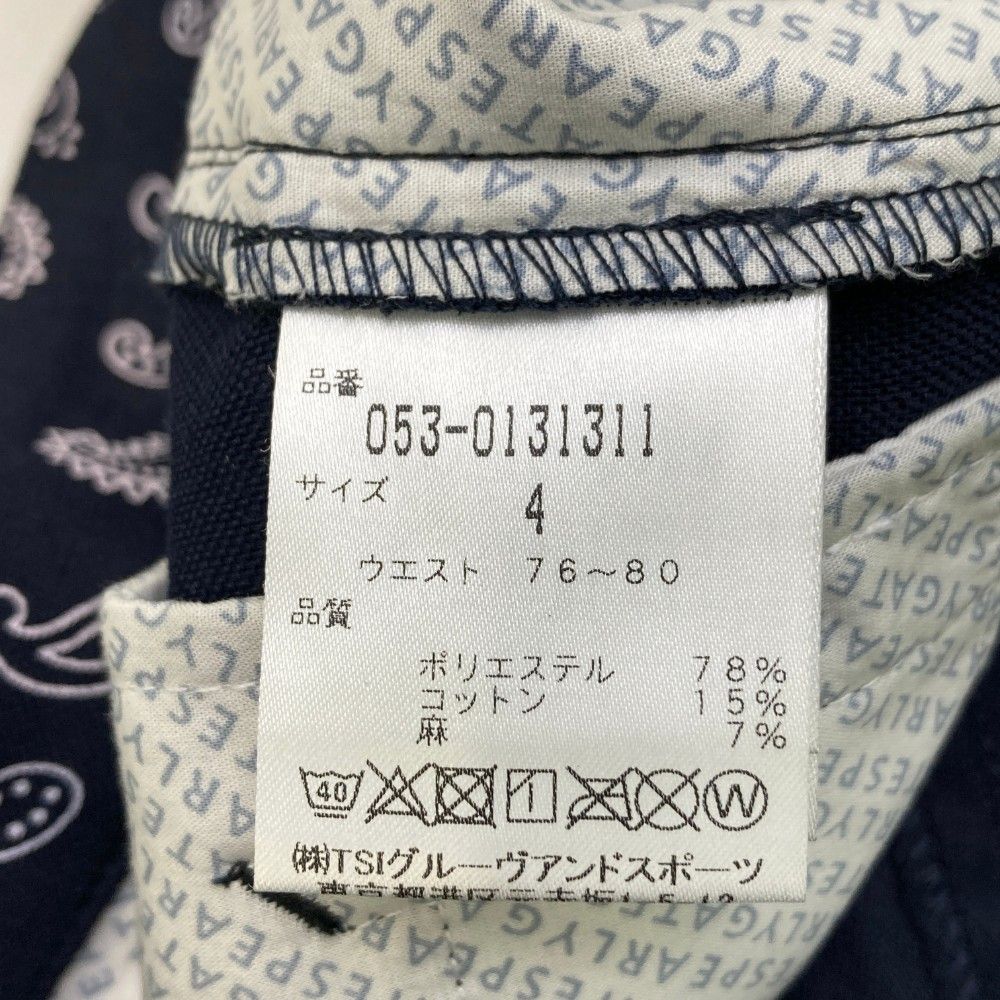 PEARLYGATES
品番
053-0131311
サイズ
4
ウエスト 76~80
品質
ポリエステル 78%
コットン 15%
麻 7%
40
W
(株)TSIグルーヴアンドスポーツ